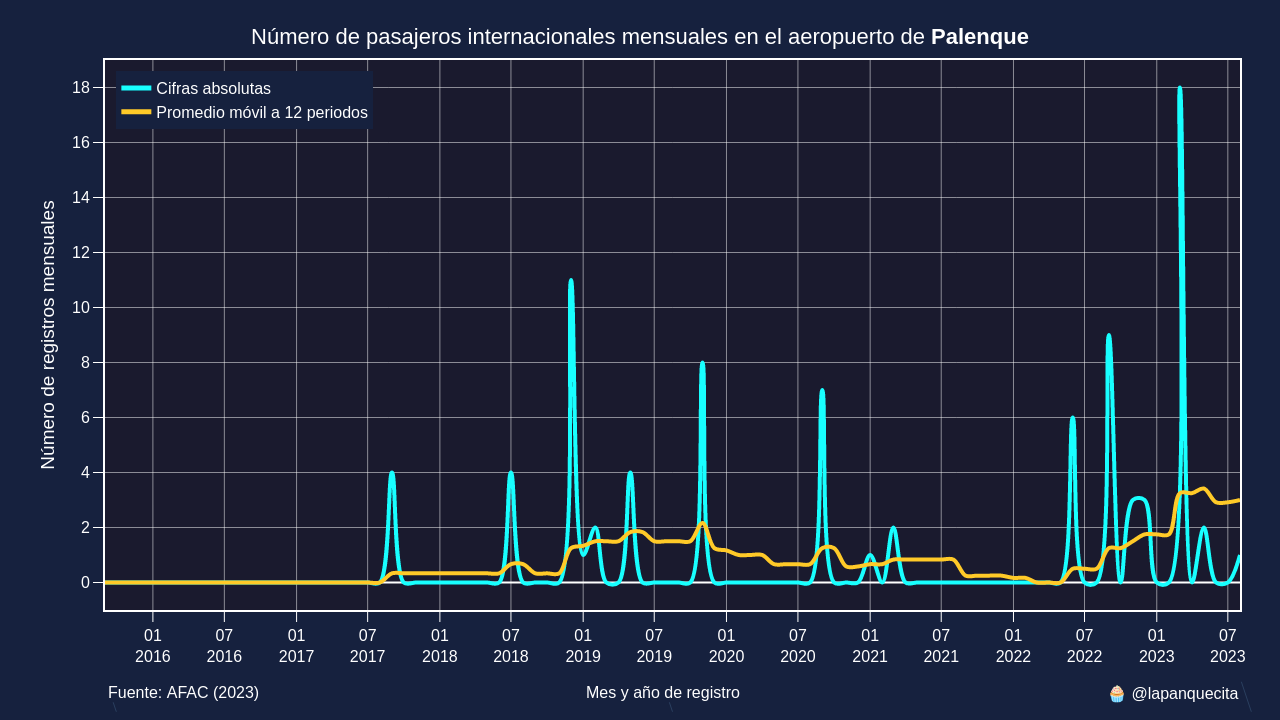 Número de pasajeros internacionales mensuales en el aeropuerto de Palenque
Cifras absolutas
Promedio móvil a 12 periodos
Número de registros mensuales
18
16
14
12
10
8
6
4
2
0
01 07 01 07 01 07 01 07 01 07 01 07 01 07 01 07
2016 2016 2017 2017 2018 2018 2019 2019 2020 2020 2021 2021 2022 2022 2023 2023
Fuente: AFAC (2023)
Mes y año de registro
🧁 @lapanquecita